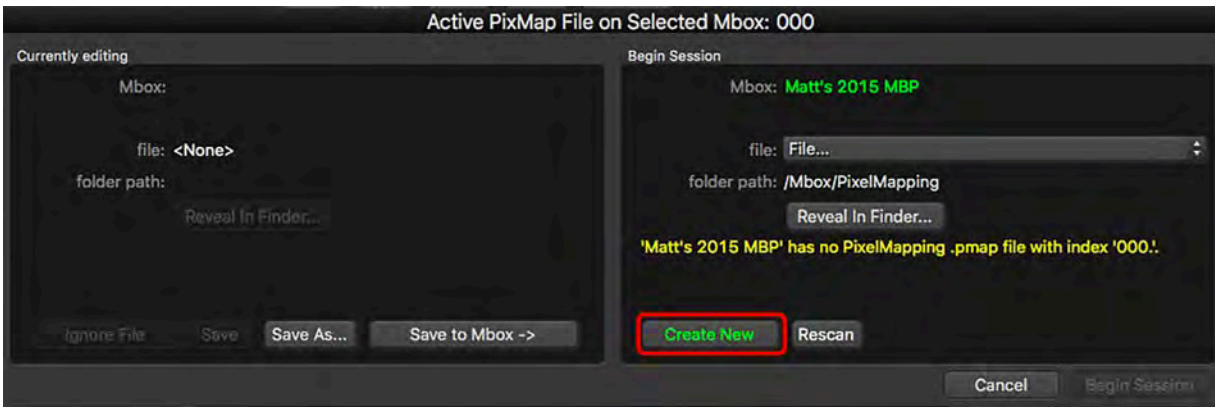 Active PixMap File on Selected Mbox: 000
Currently editing
Mbox:
file: <None>
folder path:
Reveal In Finder...
Ignore File Save Save As... Save to Mbox ->
Begin Session
Mbox: Matt's 2015 MBP
file: File...
folder path: /Mbox/PixelMapping
Reveal In Finder...
'Matt's 2015 MBP' has no PixelMapping .pmap file with index '000.'.
Create New Rescan
Cancel Begin Session